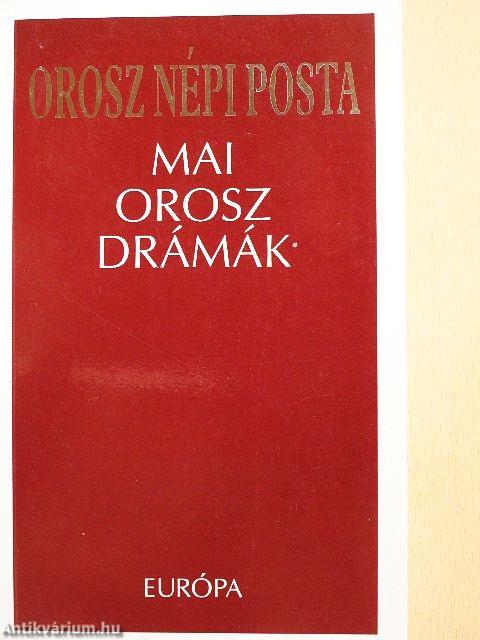 OROSZ NÉPI POSTA
MAI
OROSZ
DRÁMÁK
EURÓPA
Antikvárium.hu